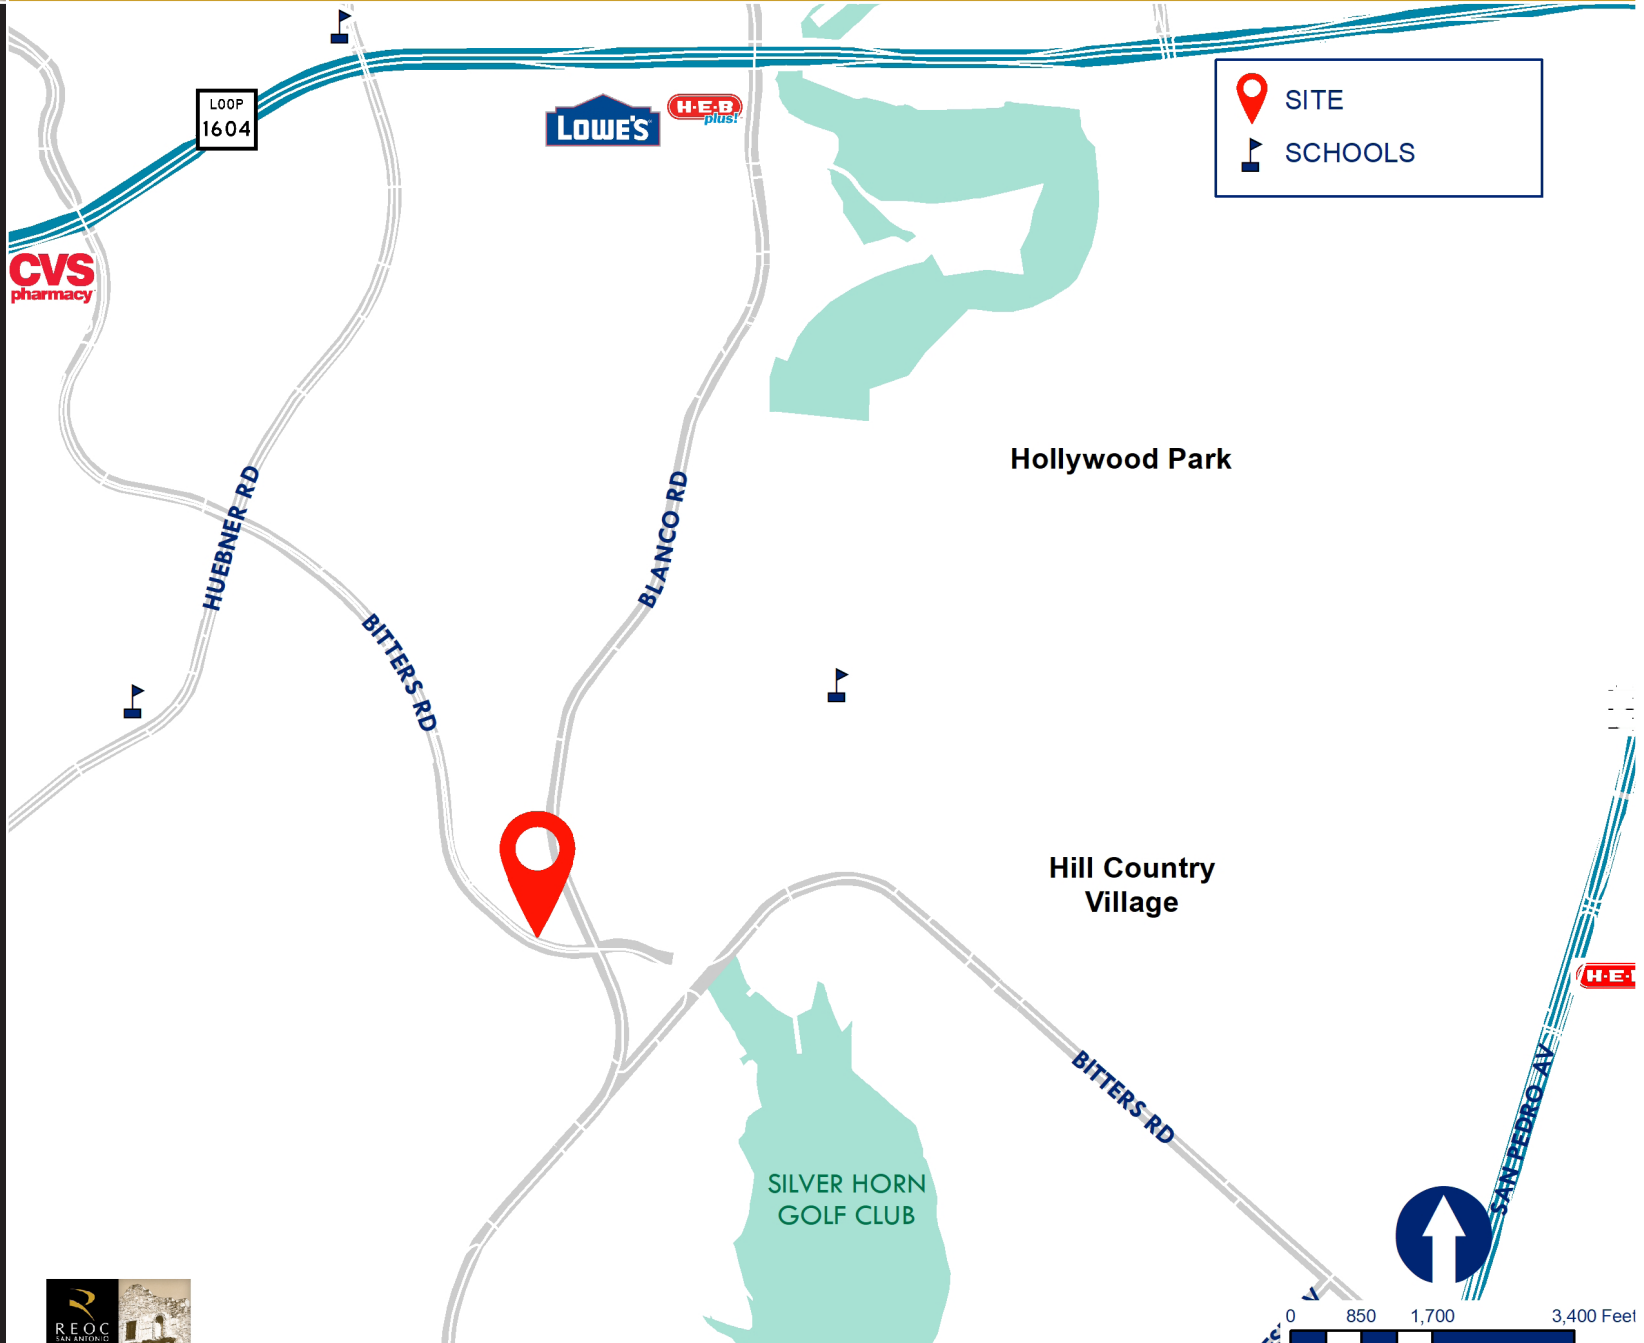 LOOP
1604
LOWE'S
H·E·B
plus!
SITE
SCHOOLS
CVS
pharmacy
Hollywood Park
HUEBNER RD
BLANCO RD
BITTERS RD
Hill Country
Village
H·E·
BITTERS RD
SAN PEDRO AV
SILVER HORN
GOLF CLUB
REOC
SAN ANTONIO
0 850 1,700 3,400 Feet